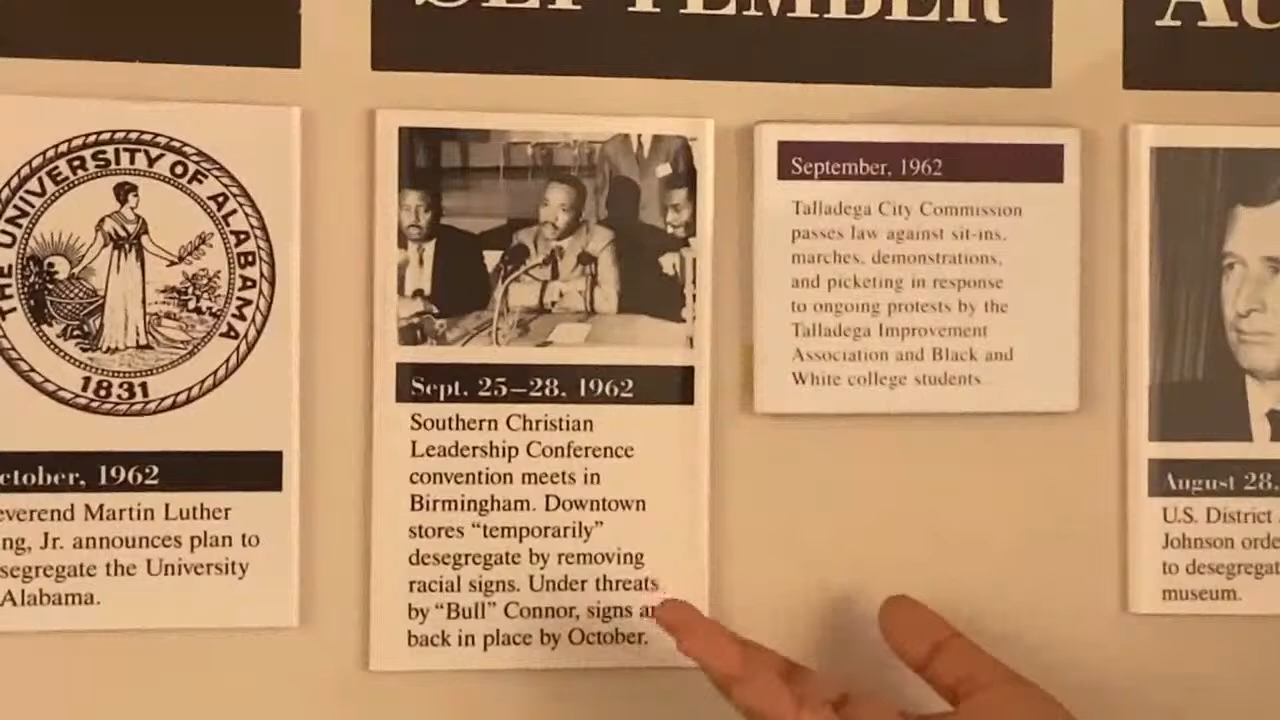 SEPTEMBER
THE UNIVERSITY OF ALABAMA
1831
ctober, 1962
everend Martin Luther
ng, Jr. announces plan to
segregate the University
Alabama.
Sept. 25–28, 1962
Southern Christian
Leadership Conference
convention meets in
Birmingham. Downtown
stores “temporarily”
desegregate by removing
racial signs. Under threats
by “Bull” Connor, signs ar
back in place by October.
September, 1962
Talladega City Commission
passes law against sit-ins,
marches, demonstrations,
and picketing in response
to ongoing protests by the
Talladega Improvement
Association and Black and
White college students
Au
August 28,
U.S. District
Johnson orde
to desegregat
museum.